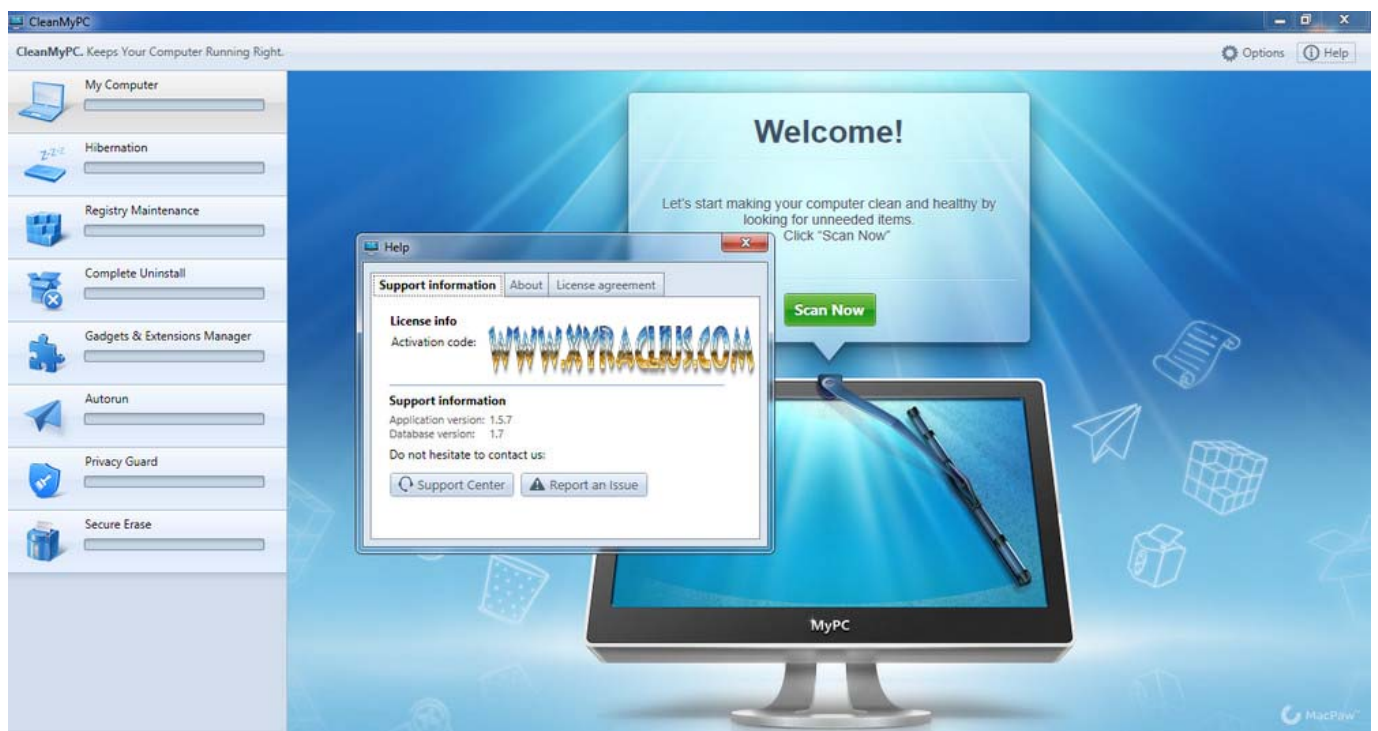 CleanMyPC
CleanMyPC. Keeps Your Computer Running Right.
Options
Help
My Computer
Z-Z-Z
Hibernation
Registry Maintenance
Complete Uninstall
Gadgets & Extensions Manager
Autorun
Privacy Guard
Secure Erase
Welcome!
Let's start making your computer clean and healthy by
looking for unneeded items.
Click "Scan Now"
Scan Now
Help
Support information
About
License agreement
License info
Activation code:
WWW.XYRACLIUS.COM
Support information
Application version: 1.5.7
Database version: 1.7
Do not hesitate to contact us:
Support Center
Report an Issue
MyPC
MacPaw™